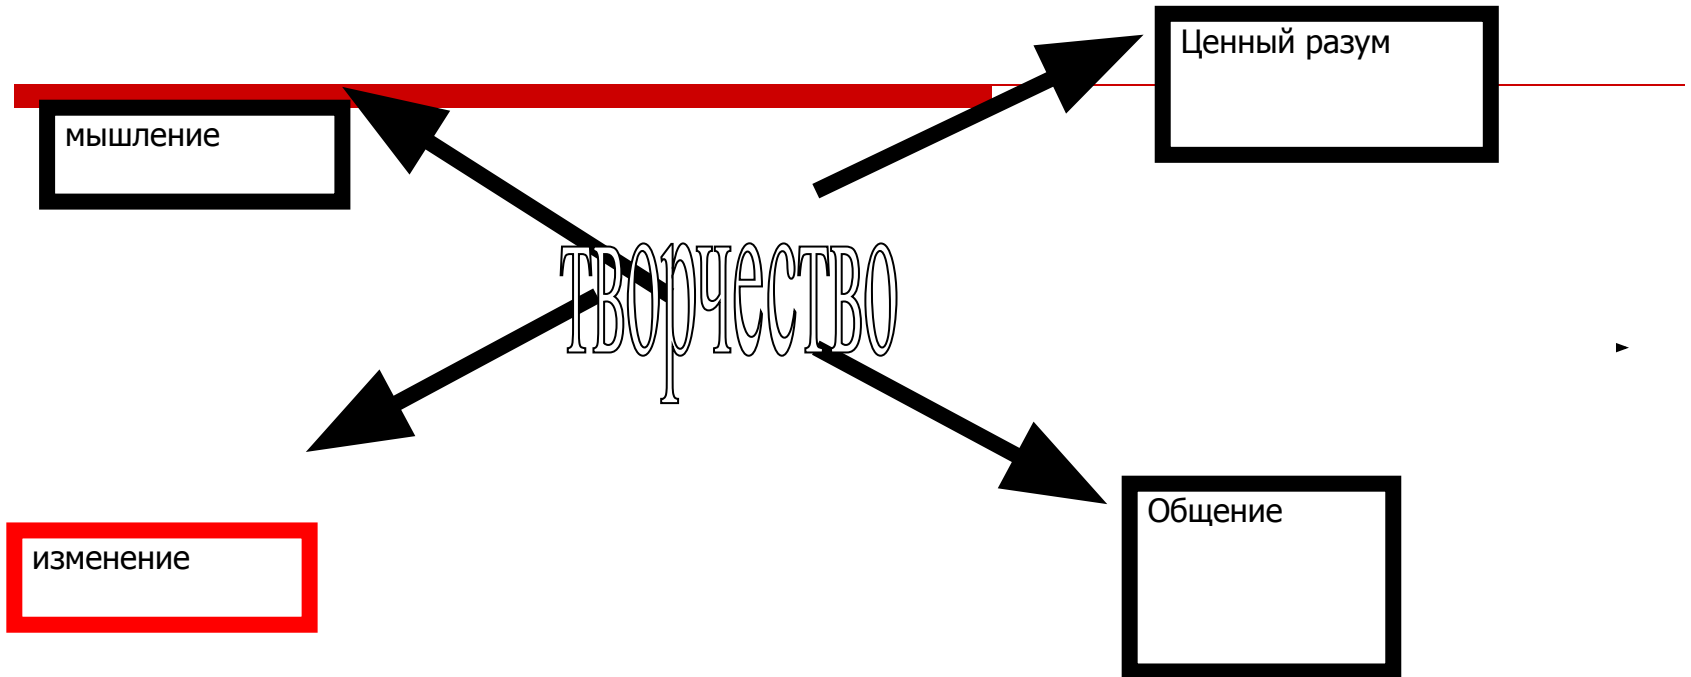 Ценный разум
мышление
творчество
Общение
изменение